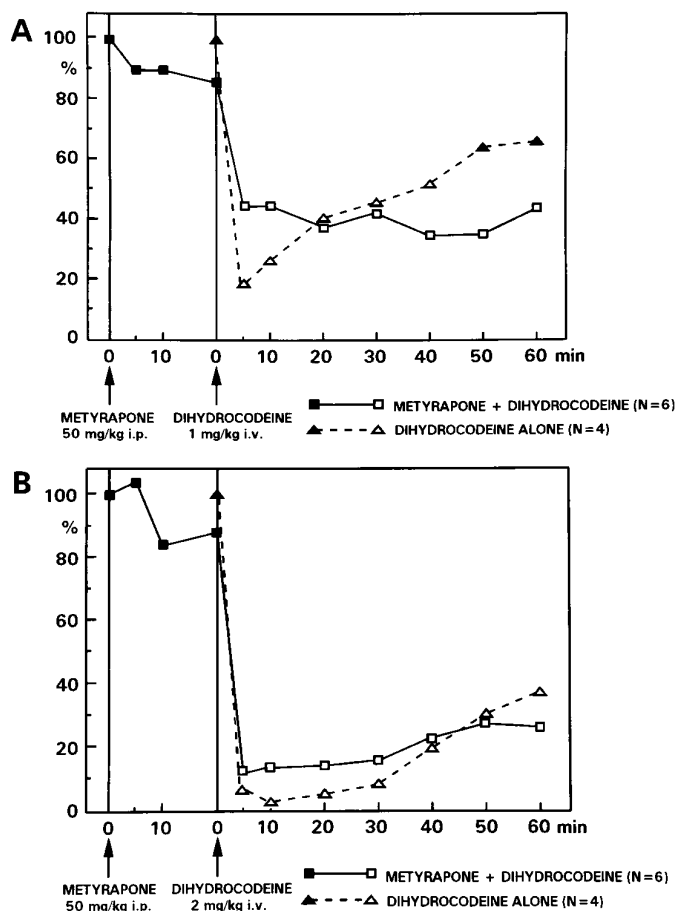 A
100
%
80
60
40
20
0
0 10 0 10 20 30 40 50 60 min
METYRAPONE
50 mg/kg i.p.
DIHYDROCODEINE
1 mg/kg i.v.
METYRAPONE + DIHYDROCODEINE (N=6)
DIHYDROCODEINE ALONE (N=4)
B
100
%
80
60
40
20
0
0 10 0 10 20 30 40 50 60 min
METYRAPONE
50 mg/kg i.p.
DIHYDROCODEINE
2 mg/kg i.v.
METYRAPONE + DIHYDROCODEINE (N=6)
DIHYDROCODEINE ALONE (N=4)